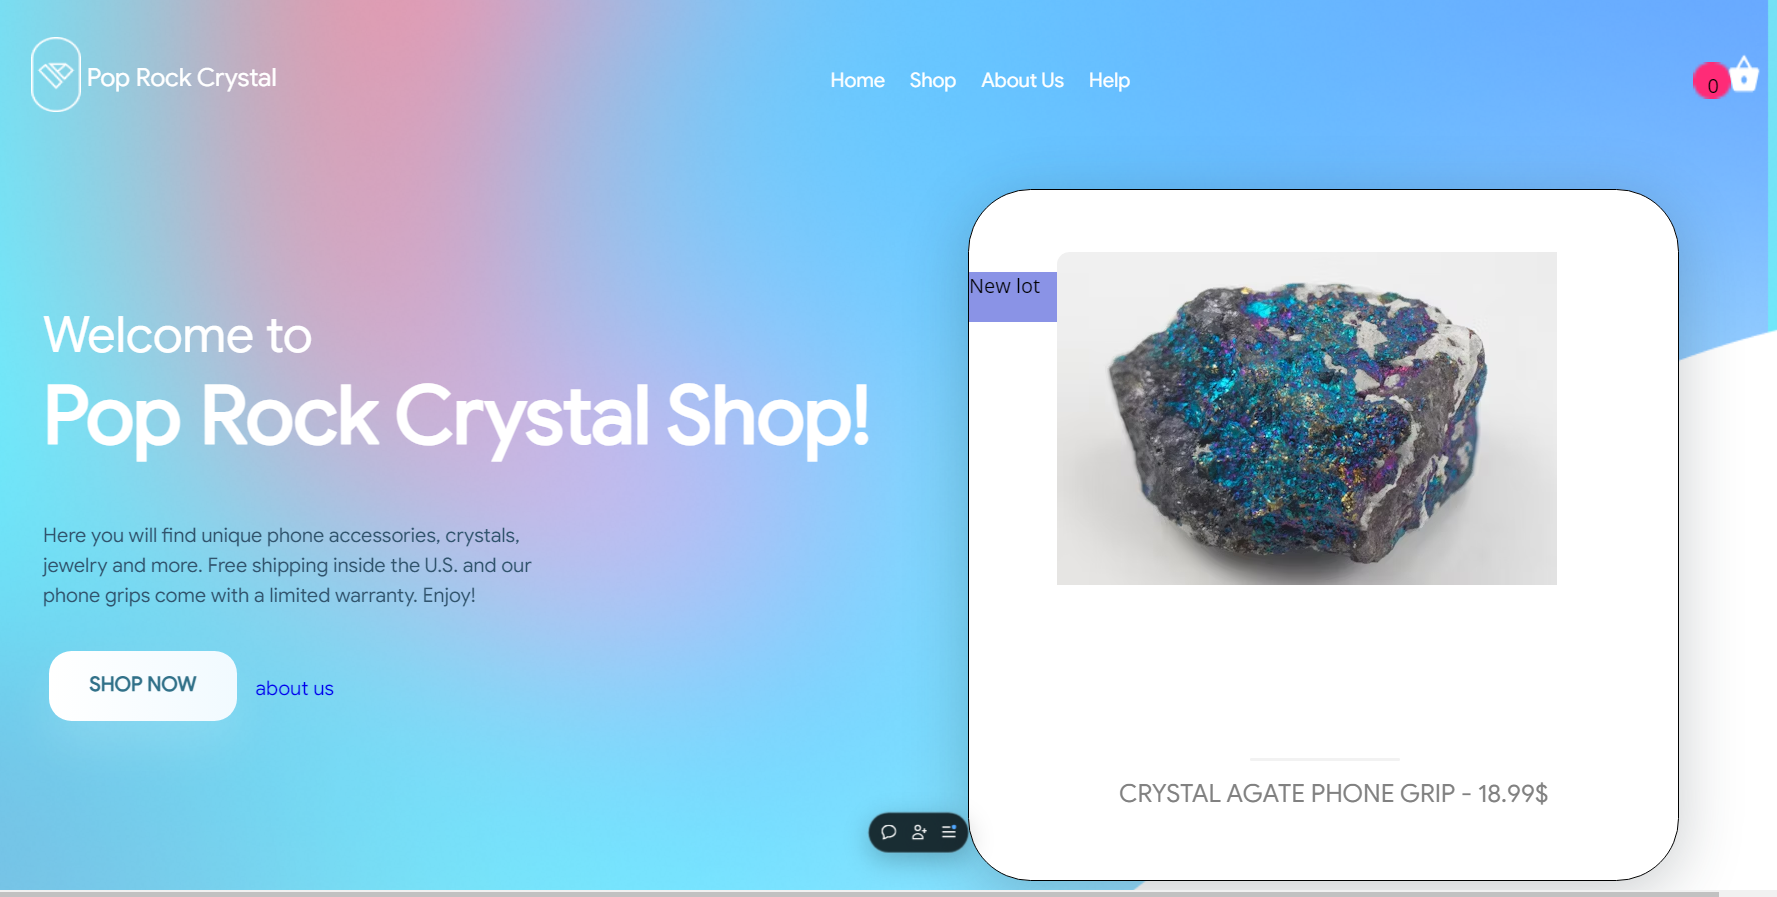 Pop Rock Crystal
Home Shop About Us Help
0
New lot
Welcome to
Pop Rock Crystal Shop!
Here you will find unique phone accessories, crystals,
jewelry and more. Free shipping inside the U.S. and our
phone grips come with a limited warranty. Enjoy!
SHOP NOW
about us
CRYSTAL AGATE PHONE GRIP - 18.99$